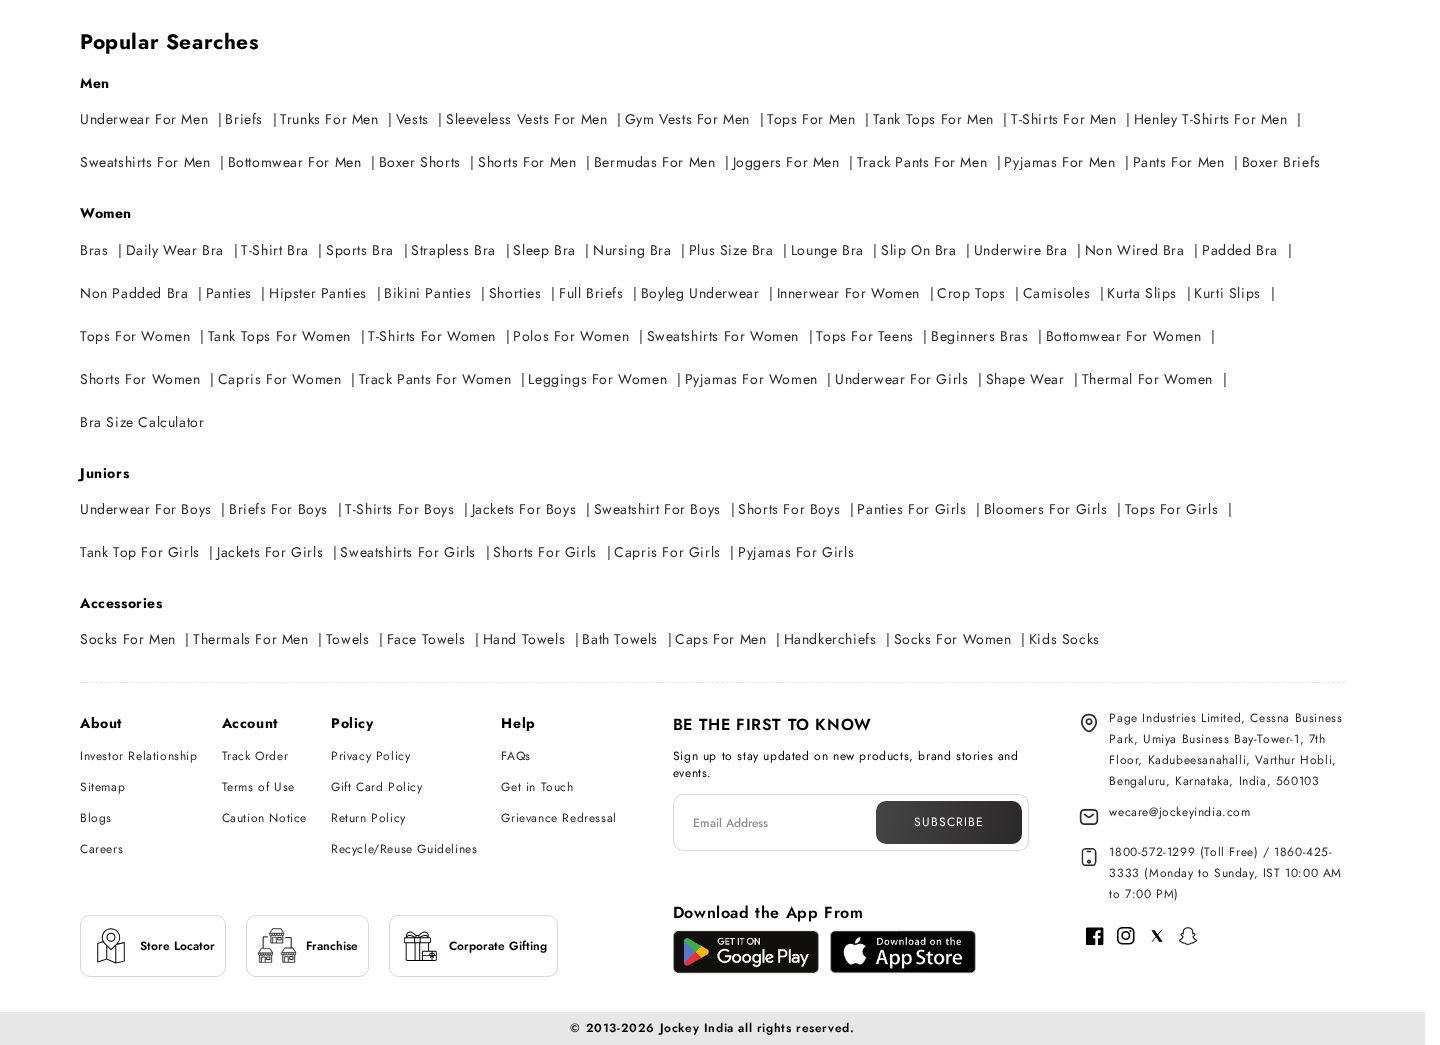 Popular Searches
Men
Underwear For Men | Briefs | Trunks For Men | Vests | Sleeveless Vests For Men | Gym Vests For Men | Tops For Men | Tank Tops For Men | T-Shirts For Men | Henley T-Shirts For Men |
Sweatshirts For Men | Bottomwear For Men | Boxer Shorts | Shorts For Men | Bermudas For Men | Joggers For Men | Track Pants For Men | Pyjamas For Men | Pants For Men | Boxer Briefs
Women
Bras | Daily Wear Bra | T-Shirt Bra | Sports Bra | Strapless Bra | Sleep Bra | Nursing Bra | Plus Size Bra | Lounge Bra | Slip On Bra | Underwire Bra | Non Wired Bra | Padded Bra |
Non Padded Bra | Panties | Hipster Panties | Bikini Panties | Shorties | Full Briefs | Boyleg Underwear | Innerwear For Women | Crop Tops | Camisoles | Kurta Slips | Kurti Slips |
Tops For Women | Tank Tops For Women | T-Shirts For Women | Polos For Women | Sweatshirts For Women | Tops For Teens | Beginners Bras | Bottomwear For Women |
Shorts For Women | Capris For Women | Track Pants For Women | Leggings For Women | Pyjamas For Women | Underwear For Girls | Shape Wear | Thermal For Women |
Bra Size Calculator
Juniors
Underwear For Boys | Briefs For Boys | T-Shirts For Boys | Jackets For Boys | Sweatshirt For Boys | Shorts For Boys | Panties For Girls | Bloomers For Girls | Tops For Girls |
Tank Top For Girls | Jackets For Girls | Sweatshirts For Girls | Shorts For Girls | Capris For Girls | Pyjamas For Girls
Accessories
Socks For Men | Thermals For Men | Towels | Face Towels | Hand Towels | Bath Towels | Caps For Men | Handkerchiefs | Socks For Women | Kids Socks
About
Investor Relationship
Sitemap
Blogs
Careers
Account
Track Order
Terms of Use
Caution Notice
Policy
Privacy Policy
Gift Card Policy
Return Policy
Recycle/Reuse Guidelines
Help
FAQs
Get in Touch
Grievance Redressal
Store Locator
Franchise
Corporate Gifting
BE THE FIRST TO KNOW
Sign up to stay updated on new products, brand stories and
events.
Email Address
SUBSCRIBE
Download the App From
GET IT ON
Google Play
Download on the
App Store
Page Industries Limited, Cessna Business
Park, Umiya Business Bay-Tower-1, 7th
Floor, Kadubeesanahalli, Varthur Hobli,
Bengaluru, Karnataka, India, 560103
wecare@jockeyindia.com
1800-572-1299 (Toll Free) / 1860-425-
3333 (Monday to Sunday, IST 10:00 AM
to 7:00 PM)
© 2013-2026 Jockey India all rights reserved.